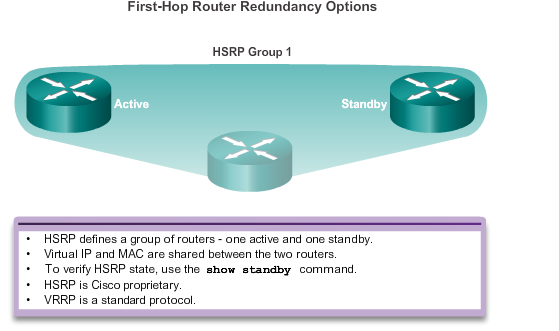 First-Hop Router Redundancy Options
HSRP Group 1
Active
Standby
• HSRP defines a group of routers - one active and one standby.
• Virtual IP and MAC are shared between the two routers.
• To verify HSRP state, use the show standby command.
• HSRP is Cisco proprietary.
• VRRP is a standard protocol.